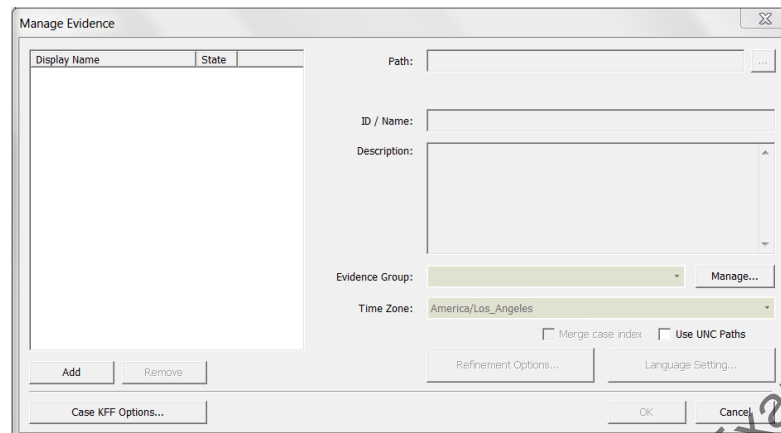 Manage Evidence
Display Name State
Path: ...
ID / Name:
Description:
Evidence Group: Manage...
Time Zone: America/Los_Angeles
Merge case index Use UNC Paths
Add Remove Refinement Options... Language Setting...
Case KFF Options... OK Cancel